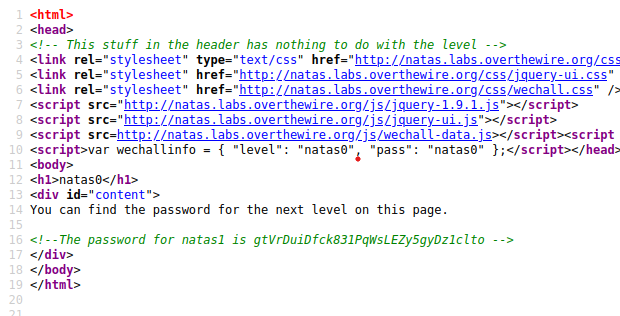 1 <html>
2 <head>
3 <!-- This stuff in the header has nothing to do with the level -->
4 <link rel="stylesheet" type="text/css" href="http://natas.labs.overthewire.org/css
5 <link rel="stylesheet" href="http://natas.labs.overthewire.org/css/jquery-ui.css"
6 <link rel="stylesheet" href="http://natas.labs.overthewire.org/css/wechall.css" />
7 <script src="http://natas.labs.overthewire.org/js/jquery-1.9.1.js"></script>
8 <script src="http://natas.labs.overthewire.org/js/jquery-ui.js"></script>
9 <script src=http://natas.labs.overthewire.org/js/wechall-data.js></script><script
10 <script>var wechallinfo = { "level": "natas0", "pass": "natas0" };</script></head>
11 <body>
12 <h1>natas0</h1>
13 <div id="content">
14 You can find the password for the next level on this page.
15
16 <!--The password for natas1 is gtVrDuiDfck831PqWsLEZy5gyDz1clto -->
17 </div>
18 </body>
19 </html>
20
21